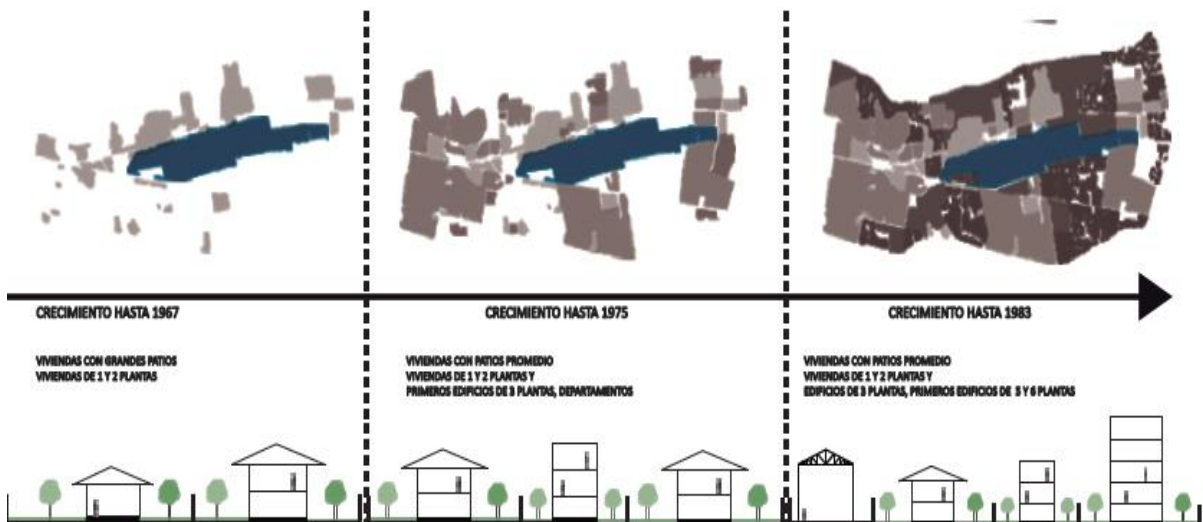 CRECIMIENTO HASTA 1967
VIVIENDAS CON GRANDES PATIOS
VIVIENDAS DE 1 Y 2 PLANTAS
CRECIMIENTO HASTA 1975
VIVIENDAS CON PATIOS PROMEDIO
VIVIENDAS DE 1 Y 2 PLANTAS Y
PRIMEROS EDIFICIOS DE 3 PLANTAS, DEPARTAMENTOS
CRECIMIENTO HASTA 1983
VIVIENDAS CON PATIOS PROMEDIO
VIVIENDAS DE 1 Y 2 PLANTAS Y
EDIFICIOS DE 3 PLANTAS, PRIMEROS EDIFICIOS DE 5 Y 6 PLANTAS